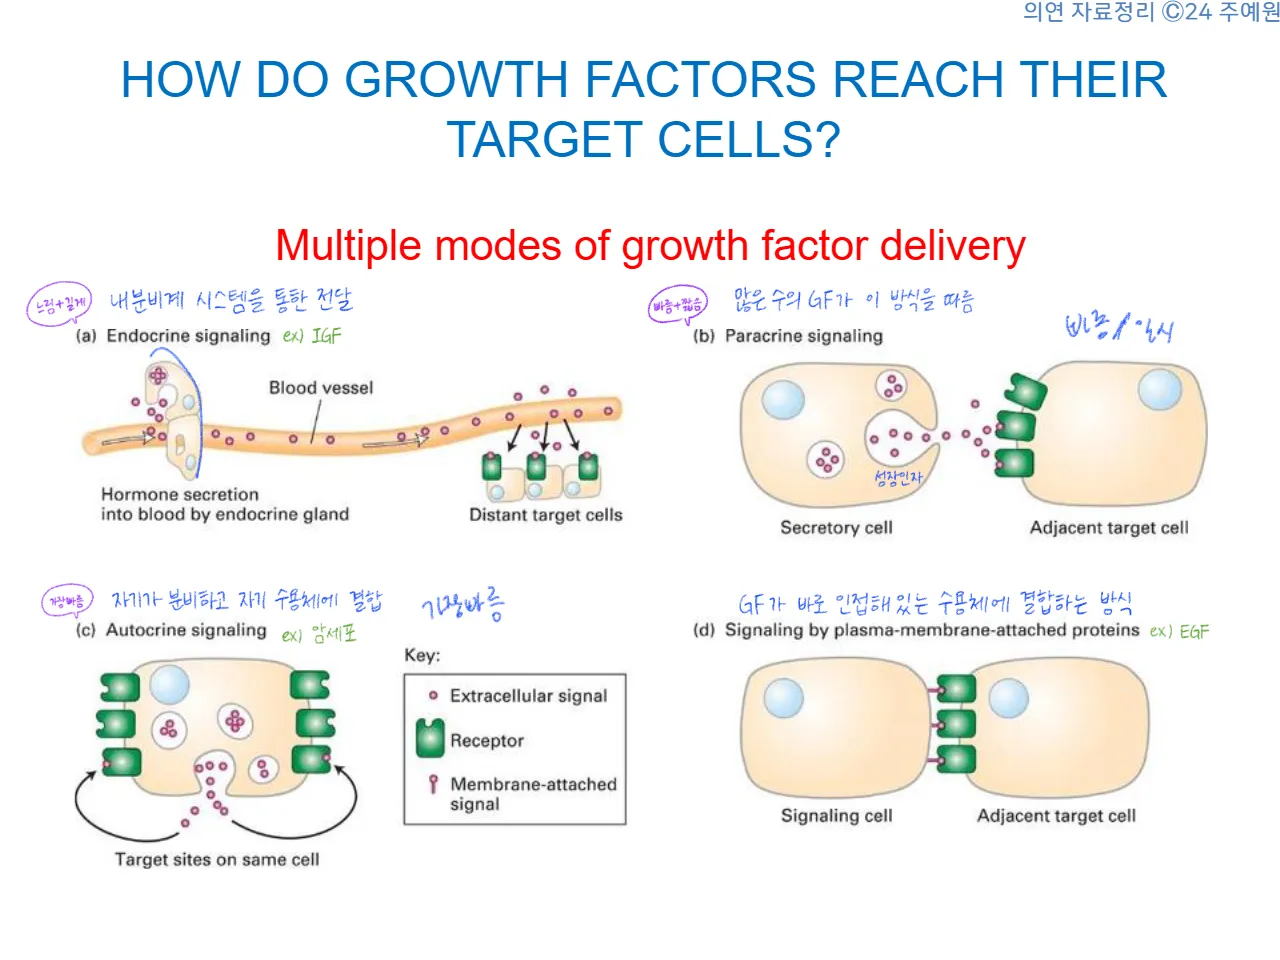 의연 자료정리 Ⓒ24 주예원
HOW DO GROWTH FACTORS REACH THEIR
TARGET CELLS?
Multiple modes of growth factor delivery
느림+길게
내분비계 시스템을 통한 전달
(a) Endocrine signaling ex) IGF
Blood vessel
Hormone secretion
into blood by endocrine gland
Distant target cells
빠름+짧음
많은 수의 GF가 이 방식을 따름
(b) Paracrine signaling
빠름/일시
성장인자
Secretory cell
Adjacent target cell
가장빠름
자기가 분비하고 자기 수용체에 결합
가장빠름
(c) Autocrine signaling ex) 암세포
Target sites on same cell
Key:
Extracellular signal
Receptor
Membrane-attached
signal
GF가 바로 인접해 있는 수용체에 결합하는 방식
(d) Signaling by plasma-membrane-attached proteins ex) EGF
Signaling cell
Adjacent target cell